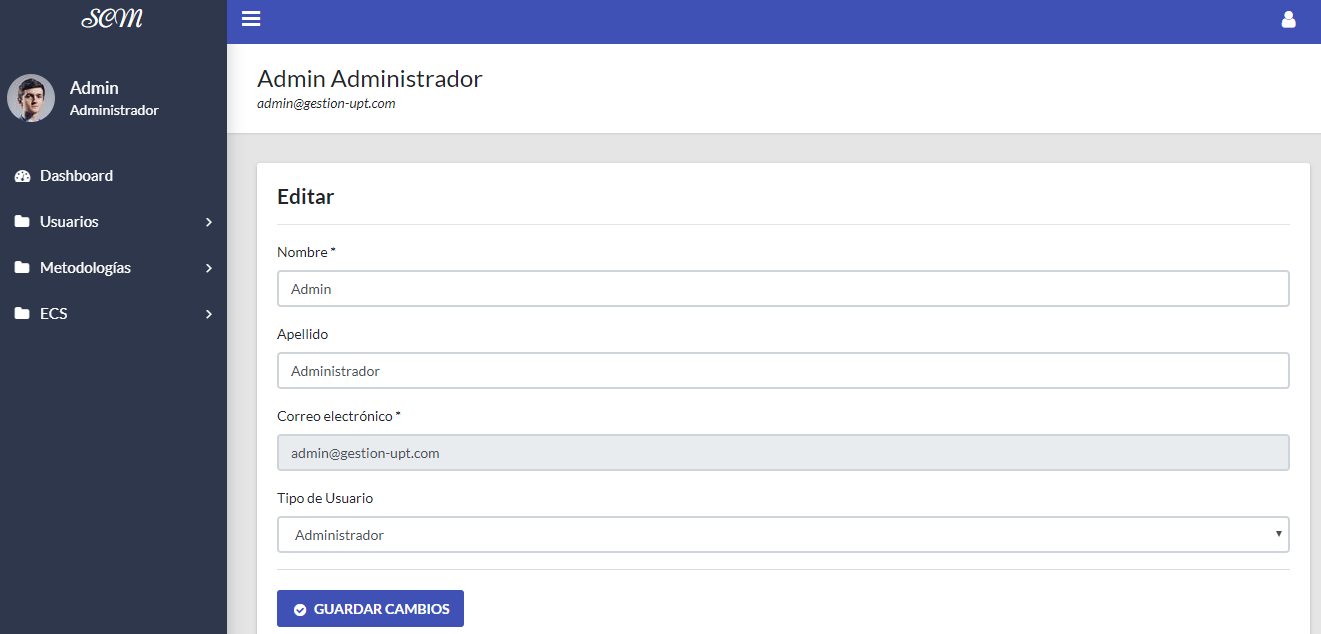 SCM
Admin
Administrador
Dashboard
Usuarios
Metodologías
ECS
Admin Administrador
admin@gestion-upt.com
Editar
Nombre *
Admin
Apellido
Administrador
Correo electrónico *
admin@gestion-upt.com
Tipo de Usuario
Administrador
GUARDAR CAMBIOS